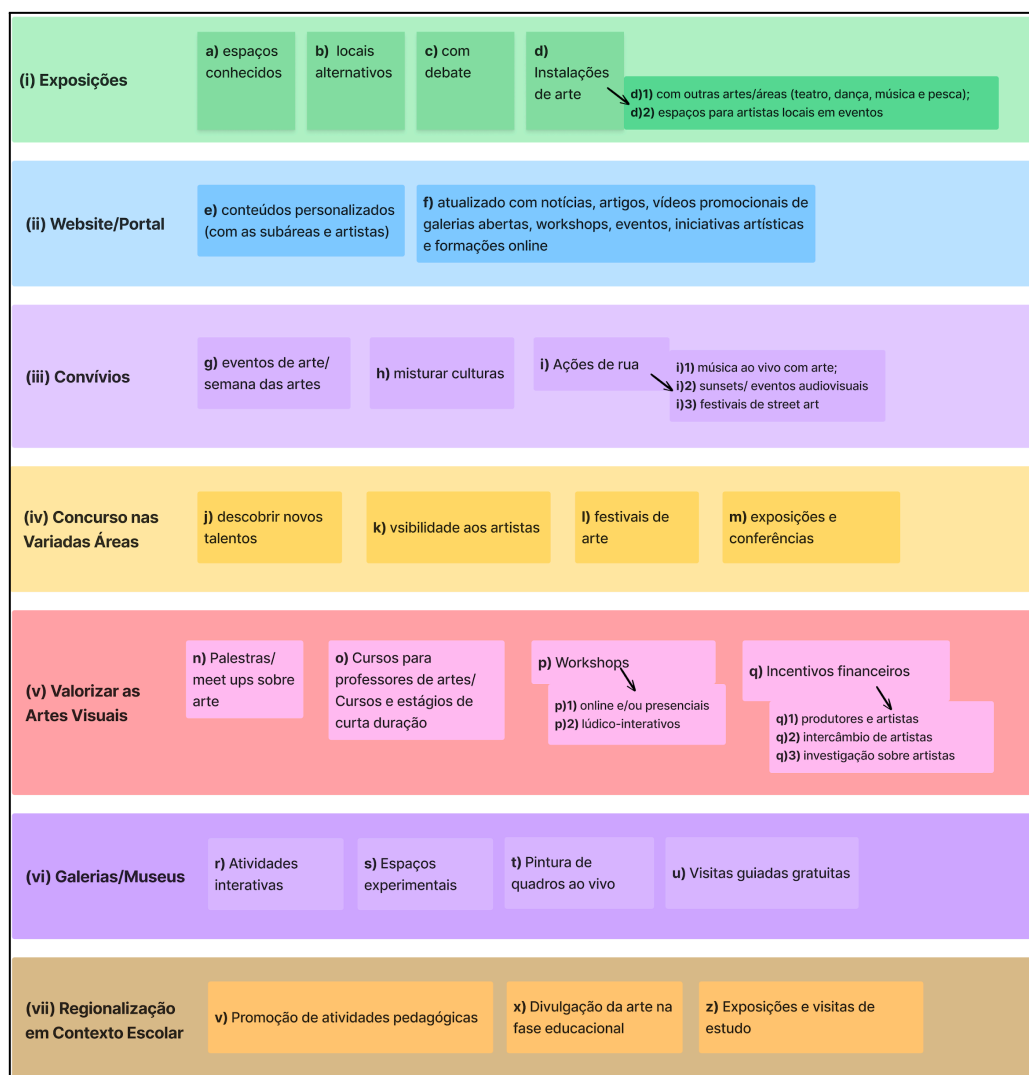 (i) Exposições
a) espaços
conhecidos
b) locais
alternativos
c) com
debate
d)
Instalações
de arte
d)1) com outras artes/áreas (teatro, dança, música e pesca);
d)2) espaços para artistas locais em eventos
(ii) Website/Portal
e) conteúdos personalizados
(com as subáreas e artistas)
f) atualizado com notícias, artigos, vídeos promocionais de
galerias abertas, workshops, eventos, iniciativas artísticas
e formações online
(iii) Convívios
g) eventos de arte/
semana das artes
h) misturar culturas
i) Ações de rua
i)1) música ao vivo com arte;
i)2) sunsets/ eventos audiovisuais
i)3) festivais de street art
(iv) Concurso nas
Variadas Áreas
j) descobrir novos
talentos
k) vsibilidade aos artistas
l) festivais de
arte
m) exposições e
conferências
(v) Valorizar as
Artes Visuais
n) Palestras/
meet ups sobre
arte
o) Cursos para
professores de artes/
Cursos e estágios de
curta duração
p) Workshops
p)1) online e/ou presenciais
p)2) lúdico-interativos
q) Incentivos financeiros
q)1) produtores e artistas
q)2) intercâmbio de artistas
q)3) investigação sobre artistas
(vi) Galerias/Museus
r) Atividades
interativas
s) Espaços
experimentais
t) Pintura de
quadros ao vivo
u) Visitas guiadas gratuitas
(vii) Regionalização
em Contexto Escolar
v) Promoção de atividades pedagógicas
x) Divulgação da arte na
fase educacional
z) Exposições e visitas de
estudo